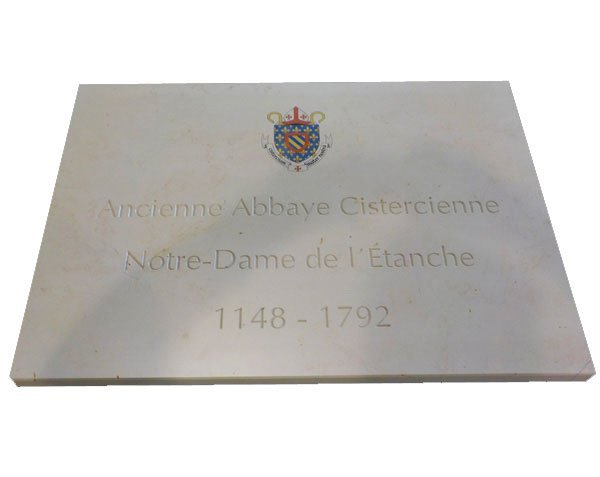 Ancienne Abbaye Cistercienne
Notre-Dame de l'Étanche
1148 - 1792